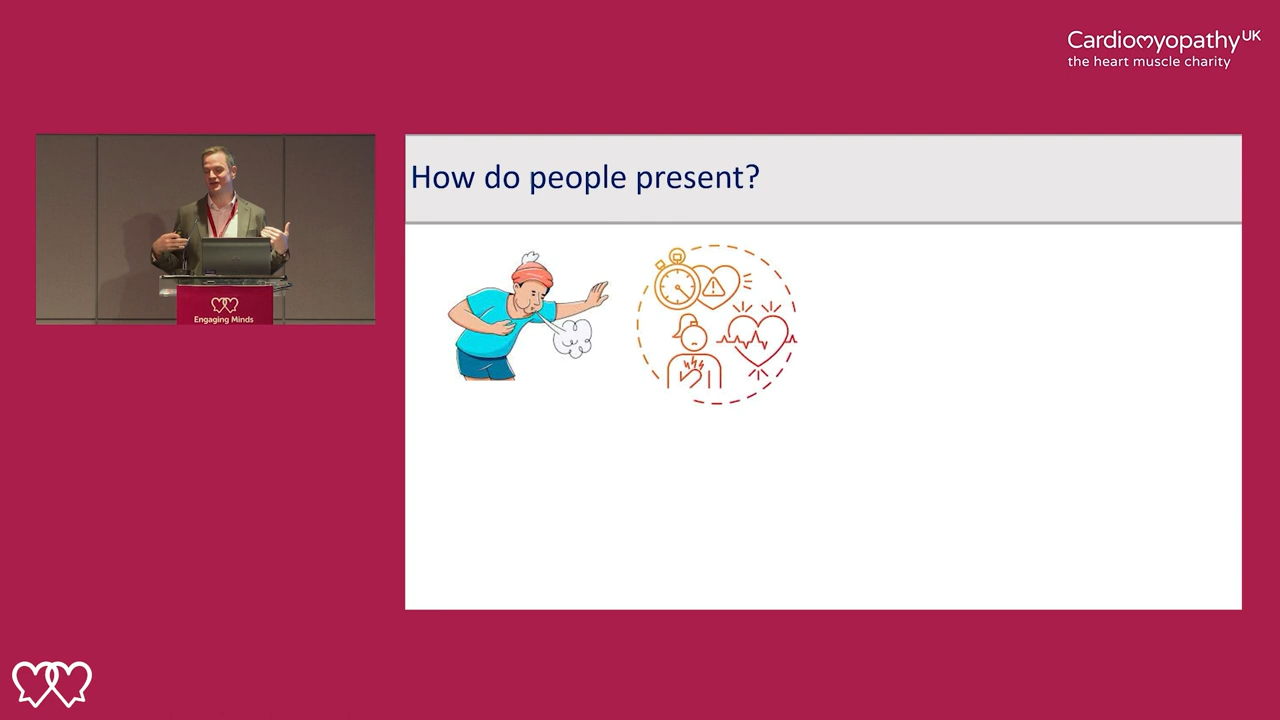 Cardiomyopathy UK
the heart muscle charity
How do people present?
Engaging Minds